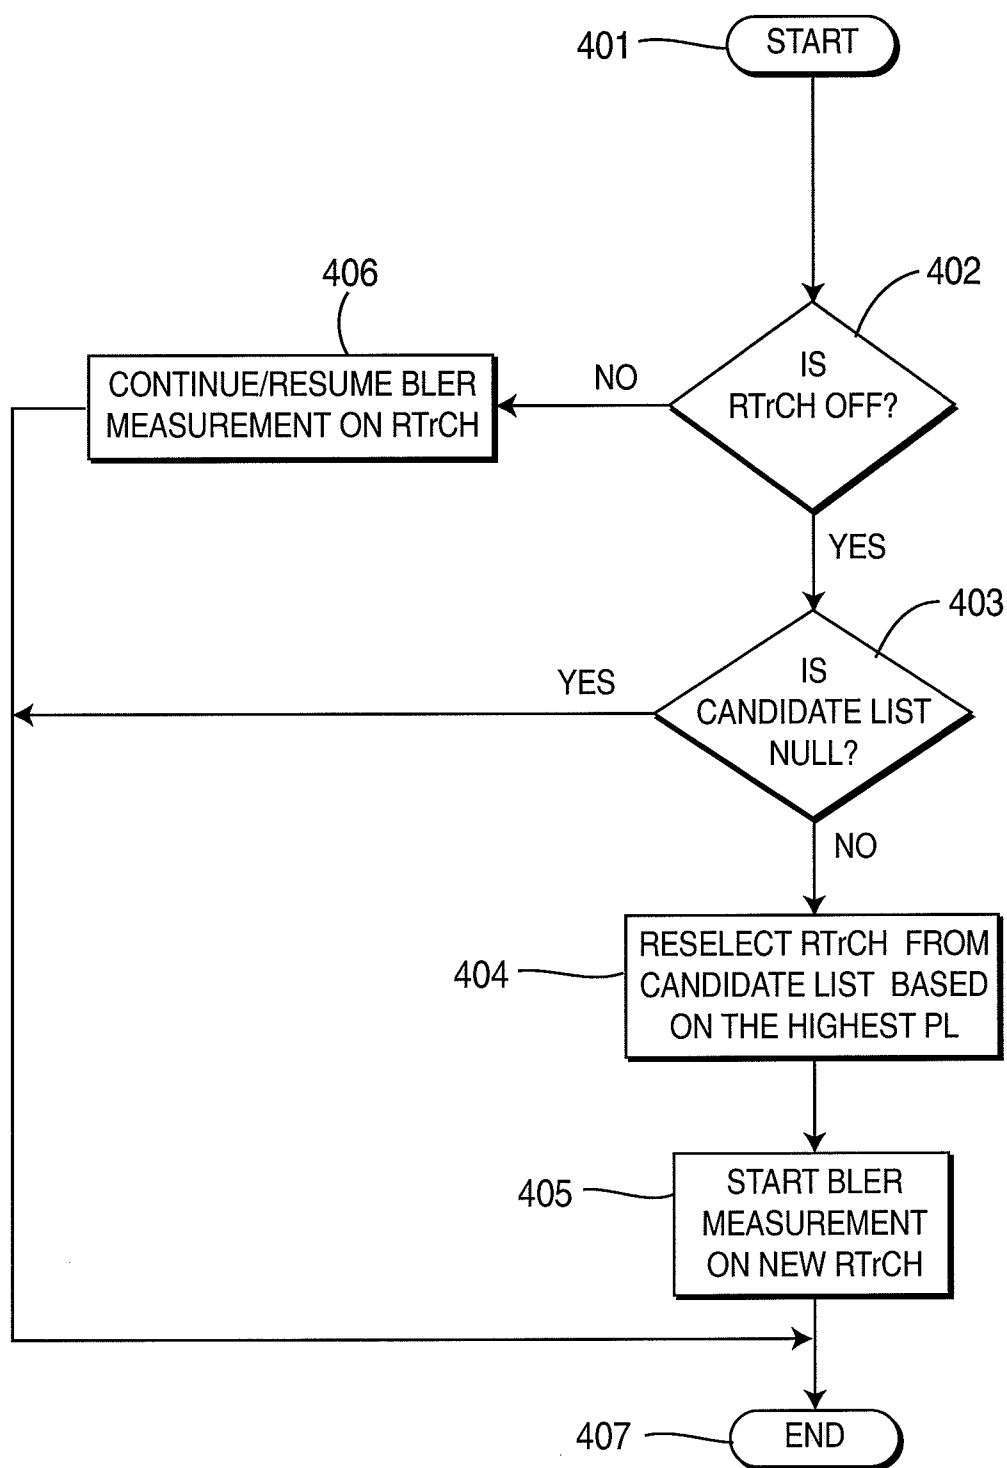 401
START
402
IS
RTrCH OFF?
NO
406
CONTINUE/RESUME BLER
MEASUREMENT ON RTrCH
YES
403
IS
CANDIDATE LIST
NULL?
YES
NO
404
RESELECT RTrCH FROM
CANDIDATE LIST BASED
ON THE HIGHEST PL
405
START BLER
MEASUREMENT
ON NEW RTrCH
407
END